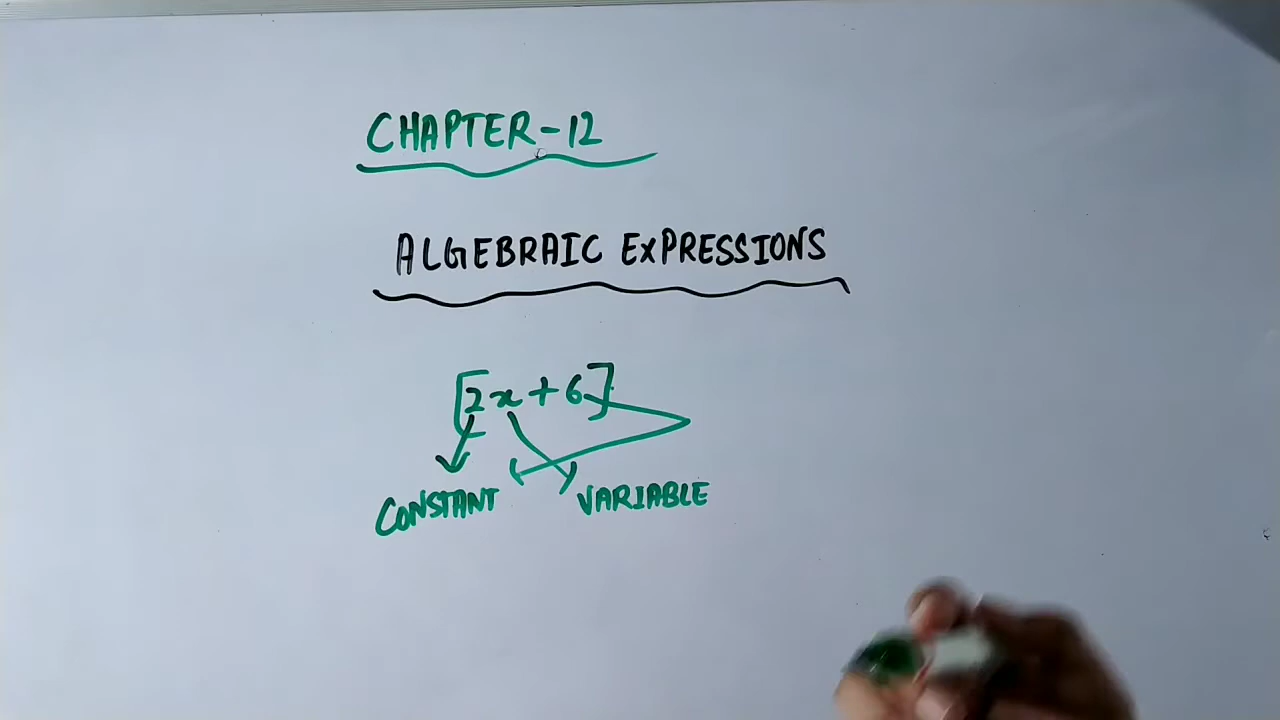 CHAPTER-12
ALGEBRAIC EXPRESSIONS
[2x+6]
CONSTANT VARIABLE